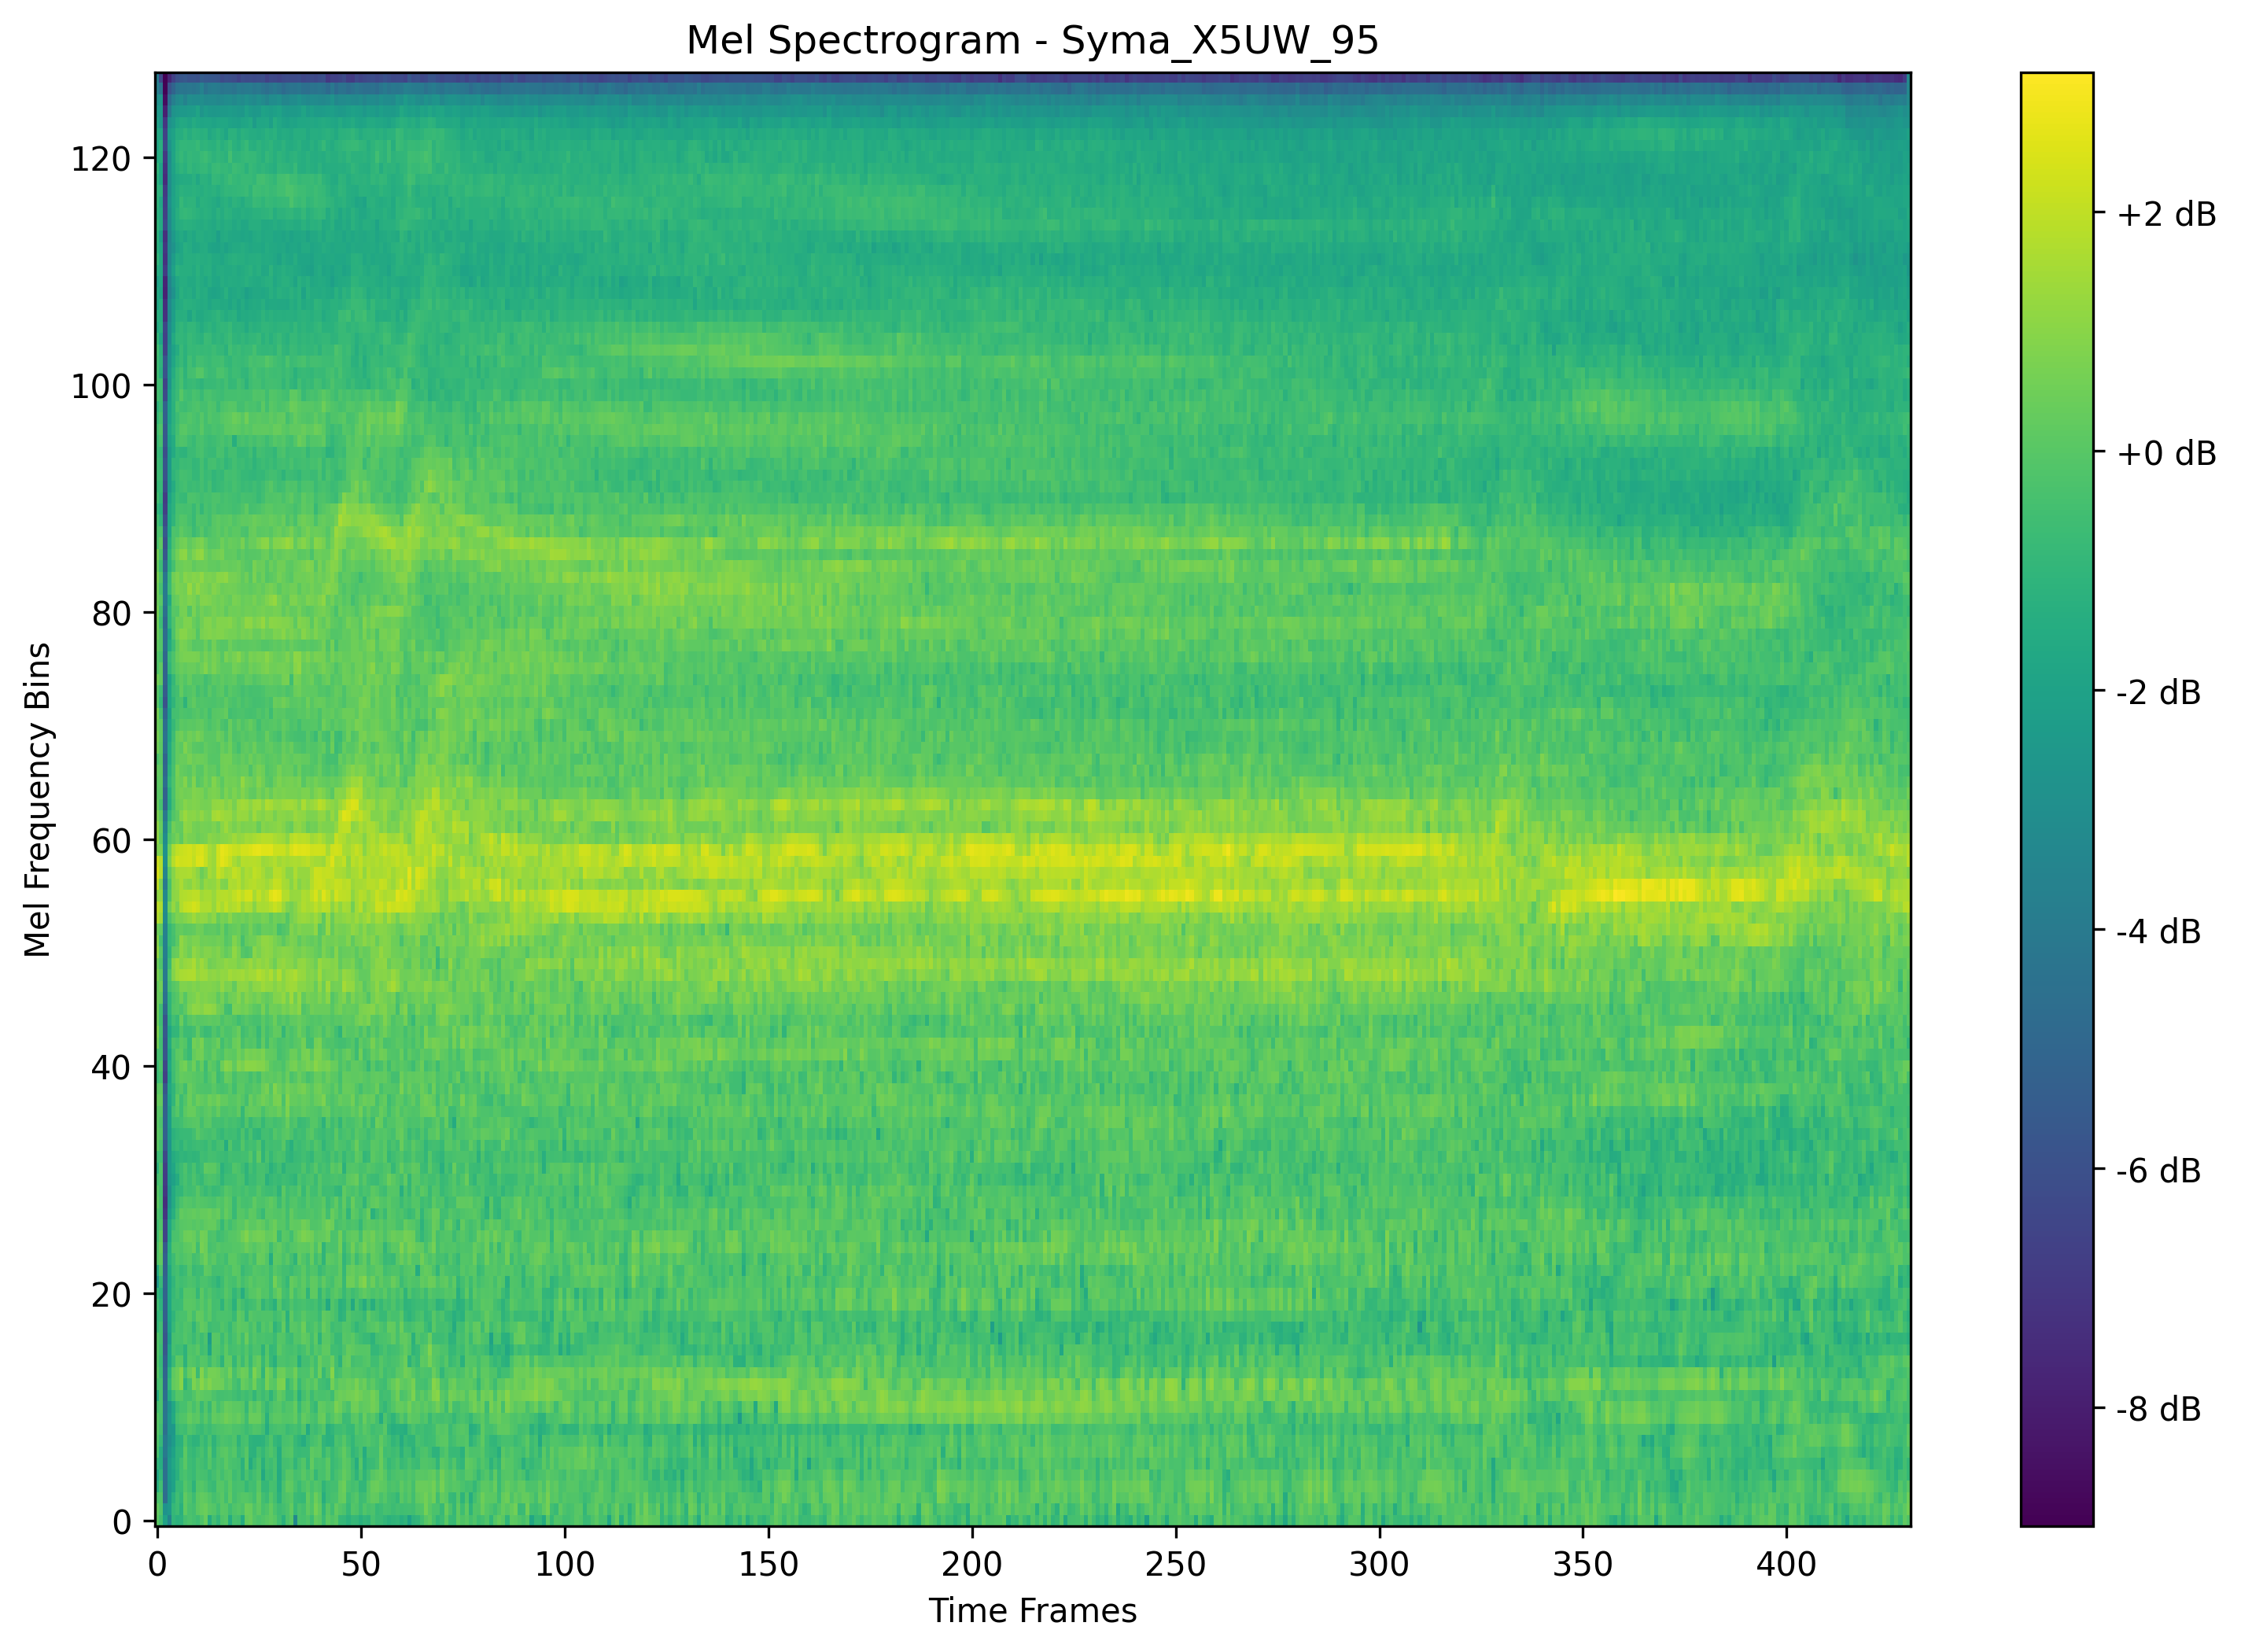 Mel Spectrogram - Syma_X5UW_95
Mel Frequency Bins
120
100
80
60
40
20
0
0 50 100 150 200 250 300 350 400
Time Frames
+2 dB
+0 dB
-2 dB
-4 dB
-6 dB
-8 dB